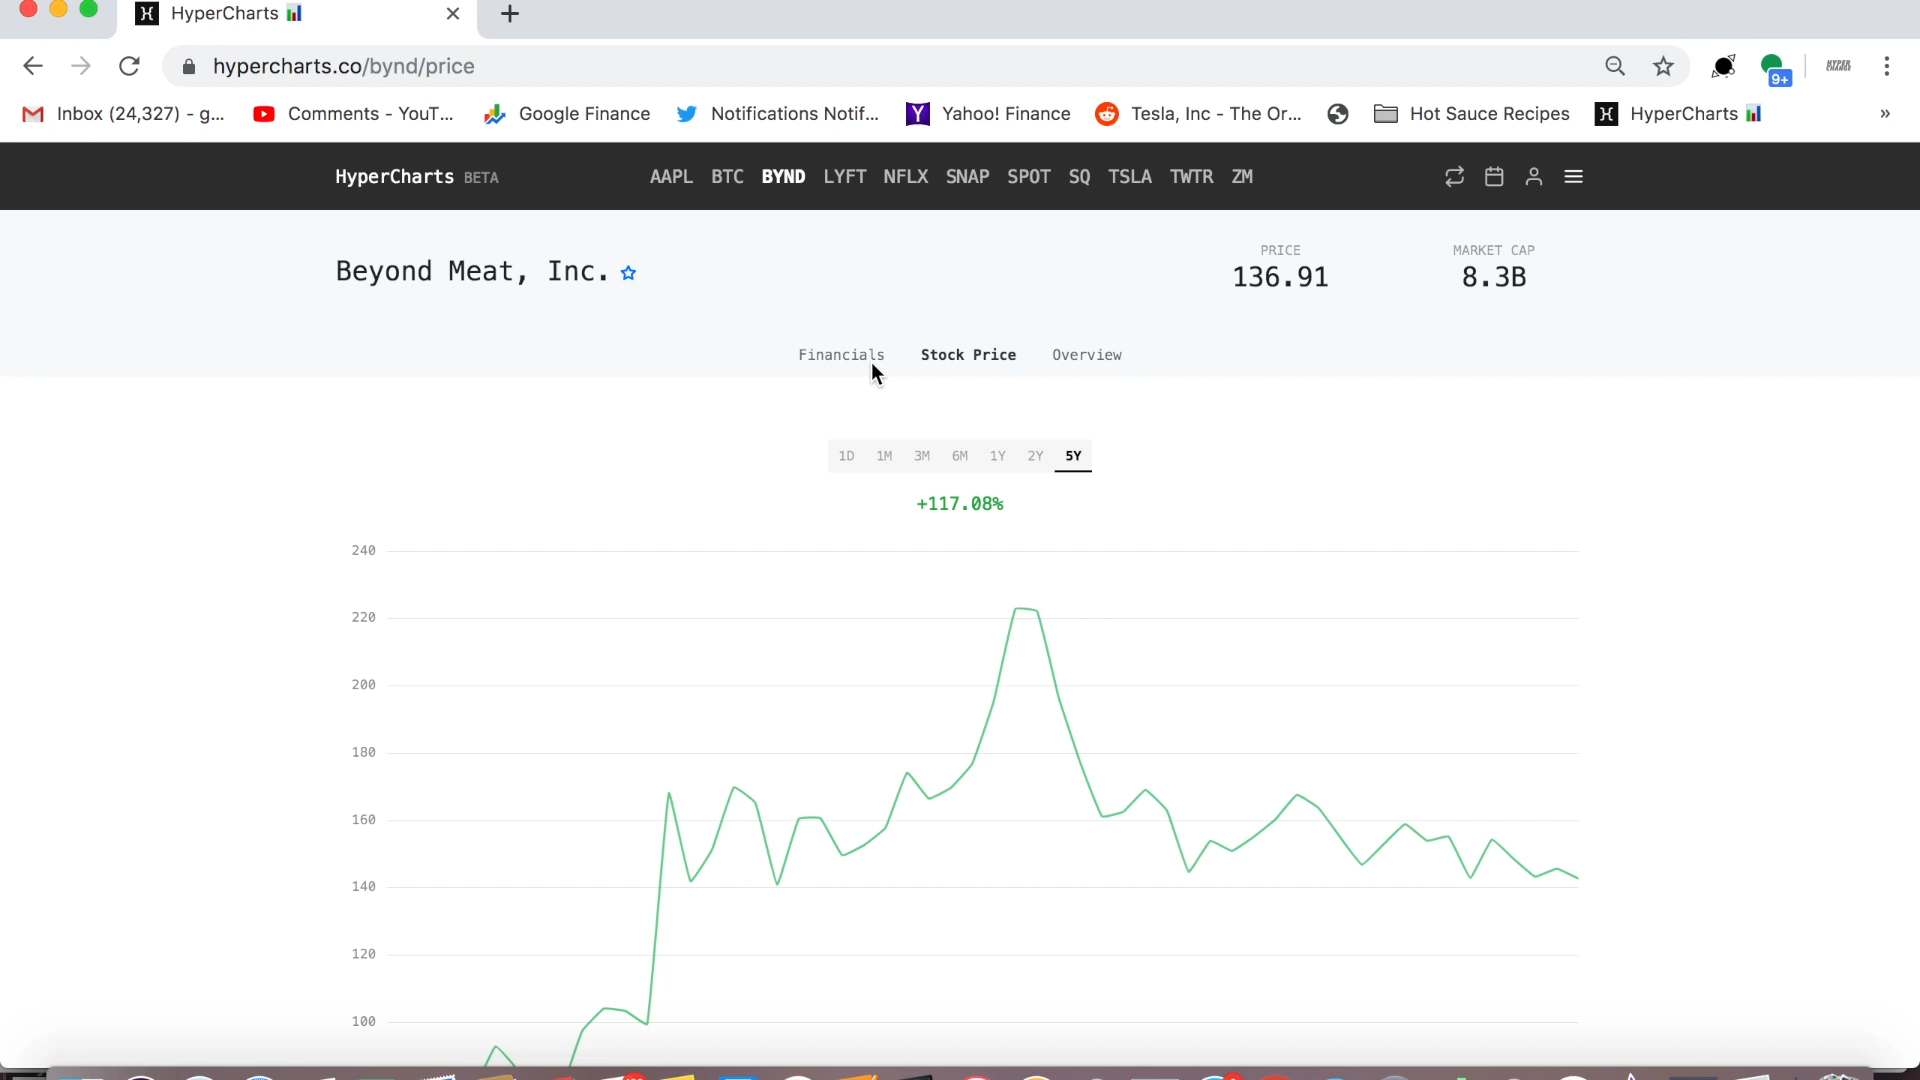 HyperCharts
hypercharts.co/bynd/price
9+
HYPER CHANGE
Inbox (24,327) - g... Comments - YouT... Google Finance Notifications Notif... Yahoo! Finance Tesla, Inc - The Or... Hot Sauce Recipes HyperCharts »
HyperCharts BETA AAPL BTC BYND LYFT NFLX SNAP SPOT SQ TSLA TWTR ZM
Beyond Meat, Inc.
PRICE
136.91
MARKET CAP
8.3B
Financials Stock Price Overview
1D 1M 3M 6M 1Y 2Y 5Y
+117.08%
240
220
200
180
160
140
120
100